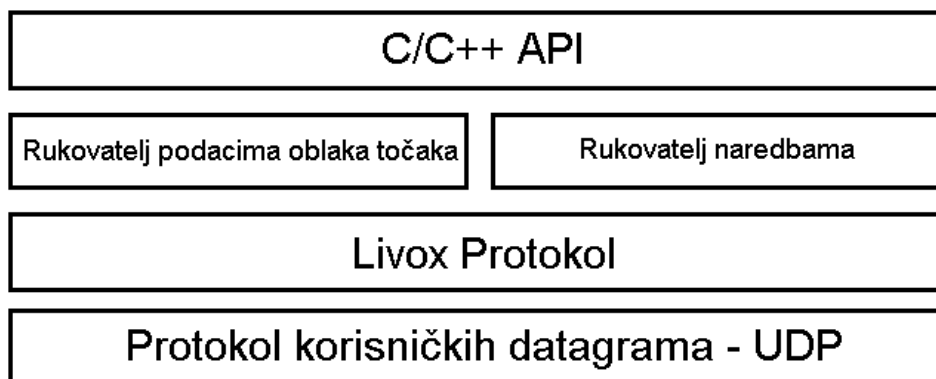 C/C++ API
Rukovatelj podacima oblaka točaka
Rukovatelj naredbama
Livox Protokol
Protokol korisničkih datagrama - UDP